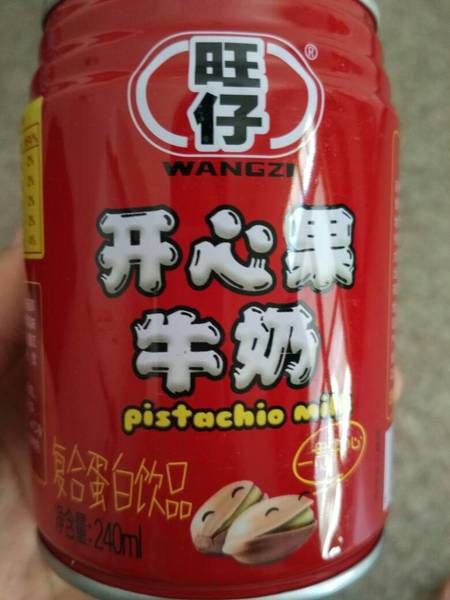 旺仔
®
WANGZI
开心果
牛奶
pistachio Milk
复合蛋白饮品
净含量:240ml